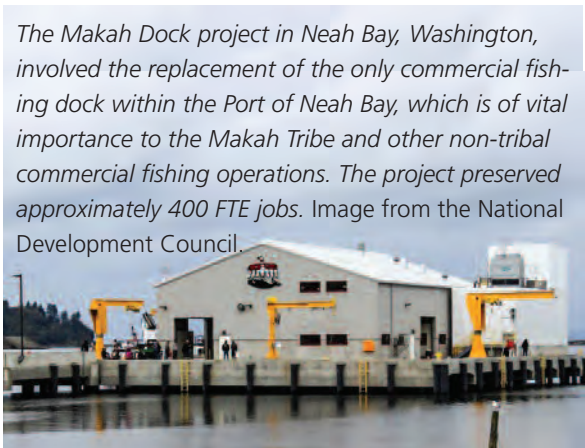 The Makah Dock project in Neah Bay, Washington,
involved the replacement of the only commercial fish-
ing dock within the Port of Neah Bay, which is of vital
importance to the Makah Tribe and other non-tribal
commercial fishing operations. The project preserved
approximately 400 FTE jobs. Image from the National
Development Council.